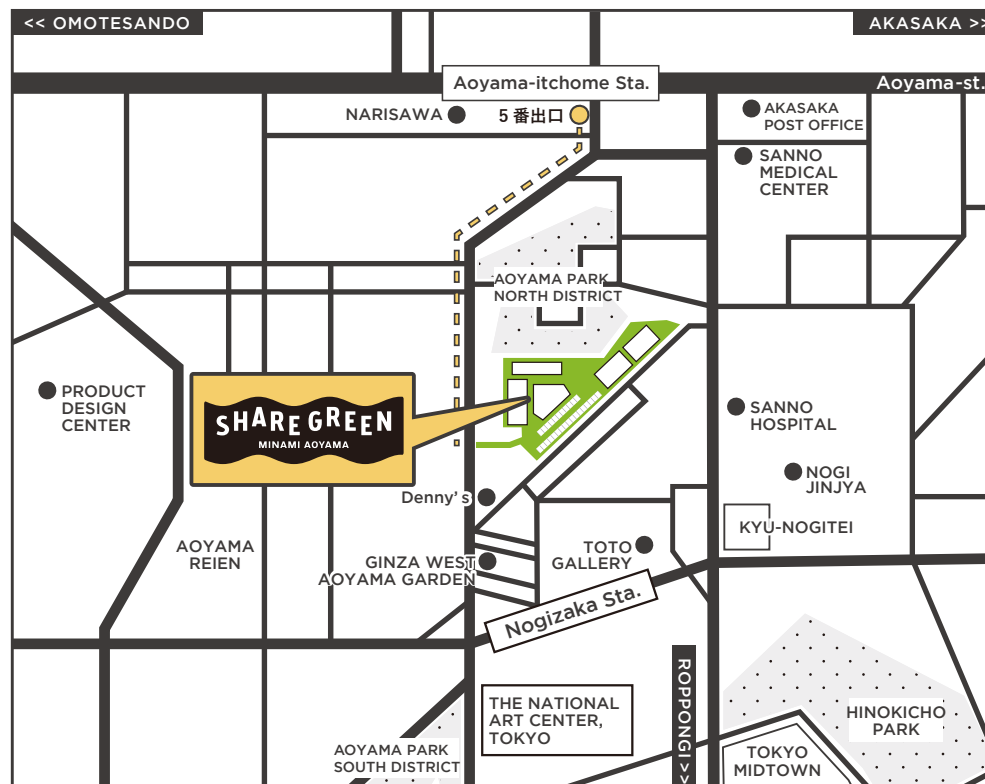 << OMOTESANDO
AKASAKA >>
Aoyama-itchome Sta.
Aoyama-st.
NARISAWA
5 番出口
AKASAKA
POST OFFICE
SANNO
MEDICAL
CENTER
AOYAMA PARK
NORTH DISTRICT
PRODUCT
DESIGN
CENTER
SHARE GREEN
MINAMI AOYAMA
SANNO
HOSPITAL
NOGI
JINJYA
Denny's
KYU-NOGITEI
AOYAMA
REIEN
GINZA WEST
AOYAMA GARDEN
TOTO
GALLERY
Nogizaka Sta.
ROPPONGI >>
THE NATIONAL
ART CENTER,
TOKYO
HINOKICHO
PARK
AOYAMA PARK
SOUTH DISTRICT
TOKYO
MIDTOWN